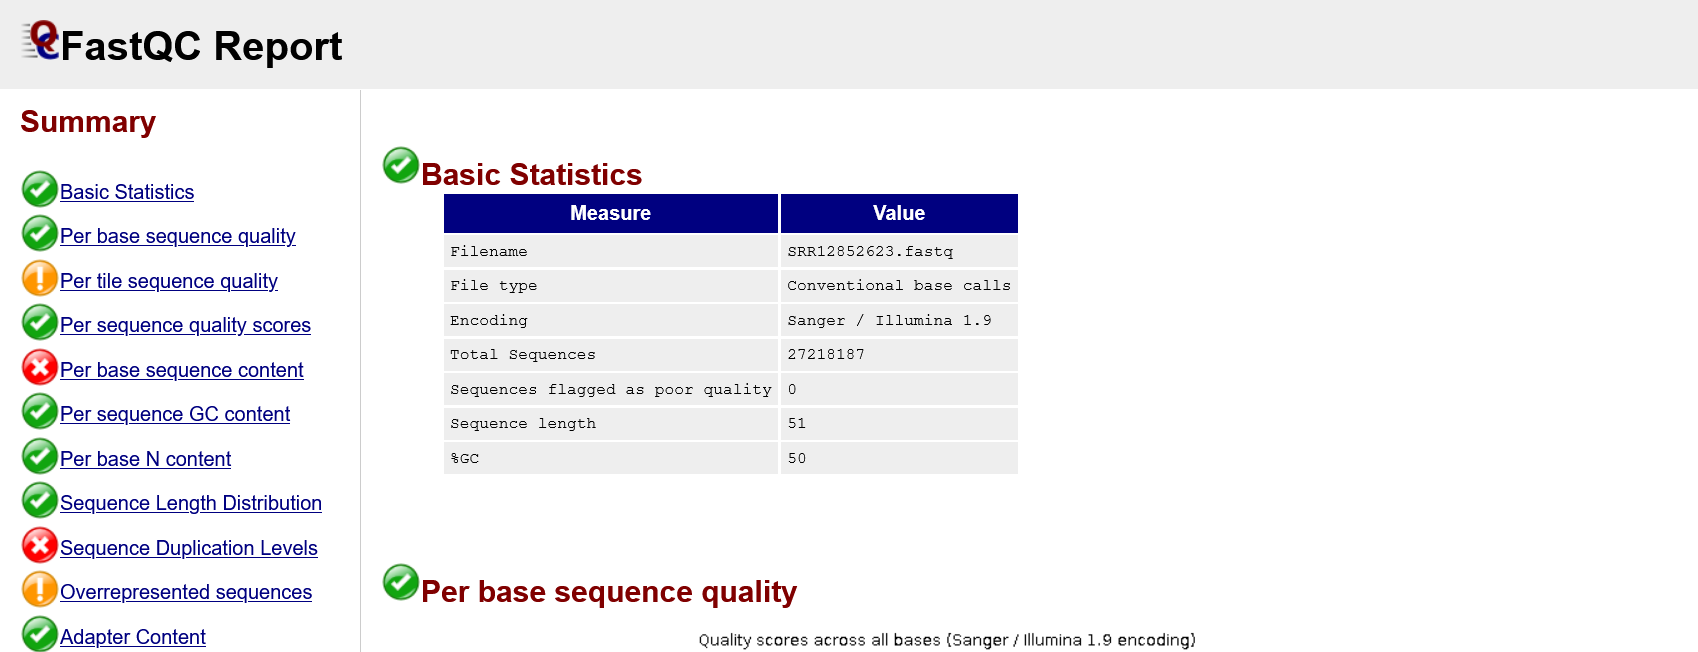 FastQC Report
Summary
Basic Statistics
Per base sequence quality
Per tile sequence quality
Per sequence quality scores
Per base sequence content
Per sequence GC content
Per base N content
Sequence Length Distribution
Sequence Duplication Levels
Overrepresented sequences
Adapter Content
Basic Statistics
Measure Value
Filename SRR12852623.fastq
File type Conventional base calls
Encoding Sanger / Illumina 1.9
Total Sequences 27218187
Sequences flagged as poor quality 0
Sequence length 51
%GC 50
Per base sequence quality
Quality scores across all bases (Sanger / Illumina 1.9 encoding)